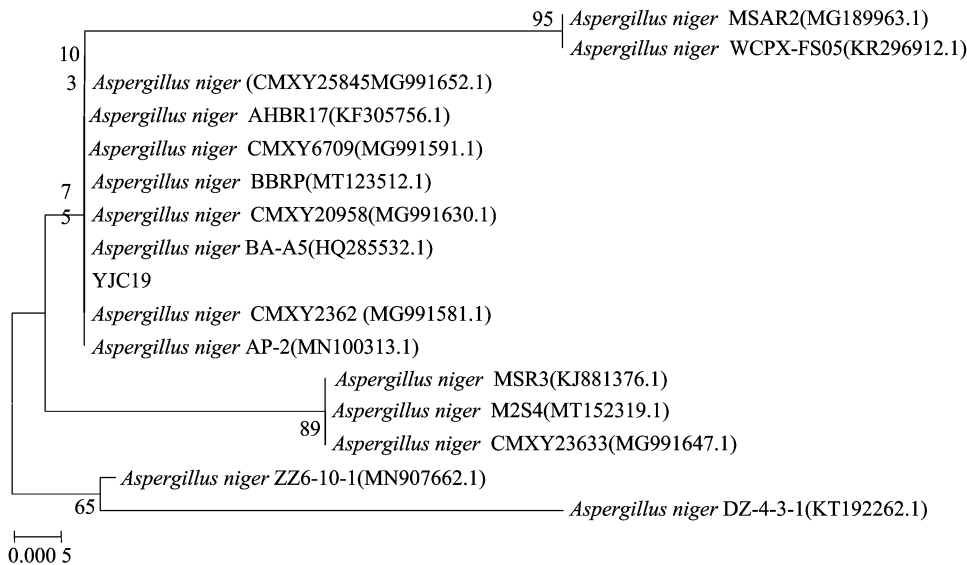 95
Aspergillus niger MSAR2(MG189963.1)
Aspergillus niger WCPX-FS05(KR296912.1)
10
3
Aspergillus niger (CMXY25845MG991652.1)
Aspergillus niger AHBR17(KF305756.1)
Aspergillus niger CMXY6709(MG991591.1)
7
Aspergillus niger BBRP(MT123512.1)
5
Aspergillus niger CMXY20958(MG991630.1)
Aspergillus niger BA-A5(HQ285532.1)
YJC19
Aspergillus niger CMXY2362 (MG991581.1)
Aspergillus niger AP-2(MN100313.1)
Aspergillus niger MSR3(KJ881376.1)
Aspergillus niger M2S4(MT152319.1)
89
Aspergillus niger CMXY23633(MG991647.1)
Aspergillus niger ZZ6-10-1(MN907662.1)
65
Aspergillus niger DZ-4-3-1(KT192262.1)
0.000 5